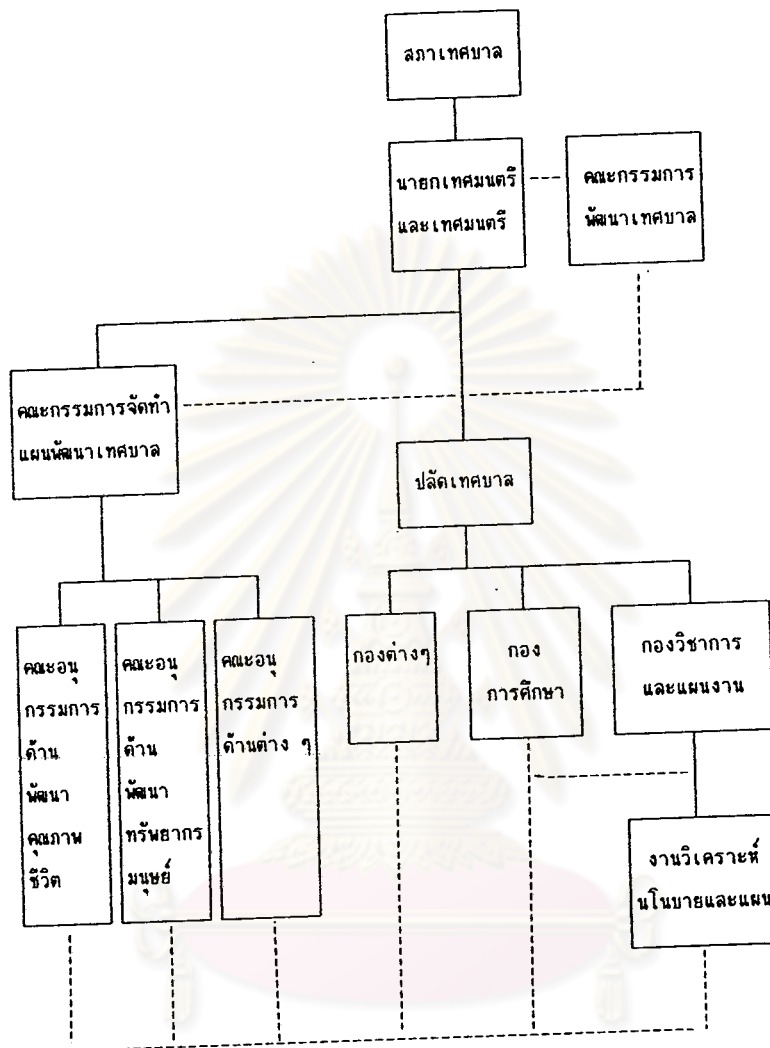 สภาเทศบาล
นายกเทศมนตรี
และเทศมนตรี
คณะกรรมการ
พัฒนาเทศบาล
คณะกรรมการจัดทำ
แผนพัฒนาเทศบาล
ปลัดเทศบาล
คณะอนุ
กรรมการ
ด้าน
พัฒนา
คุณภาพ
ชีวิต
คณะอนุ
กรรมการ
ด้าน
พัฒนา
ทรัพยากร
มนุษย์
คณะอนุ
กรรมการ
ด้านต่าง ๆ
กองต่างๆ
กอง
การศึกษา
กองวิชาการ
และแผนงาน
งานวิเคราะห์
นโนบายและแผน